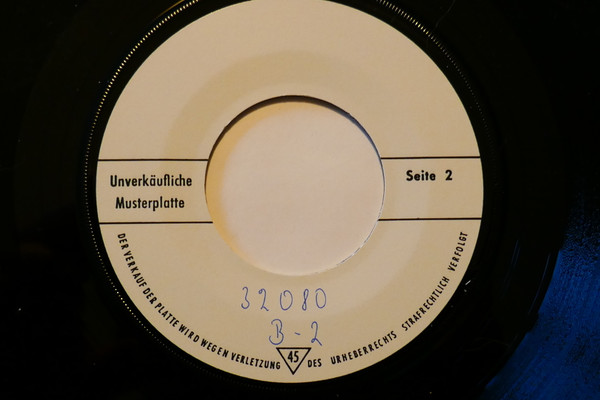 Unverkäufliche
Musterplatte
Seite 2
32080
B-2
DER VERKAUF DER PLATTE WIRD WEGEN VERLETZUNG 45 DES URHEBERRECHTS STRAFRECHTLICH VERFOLGT